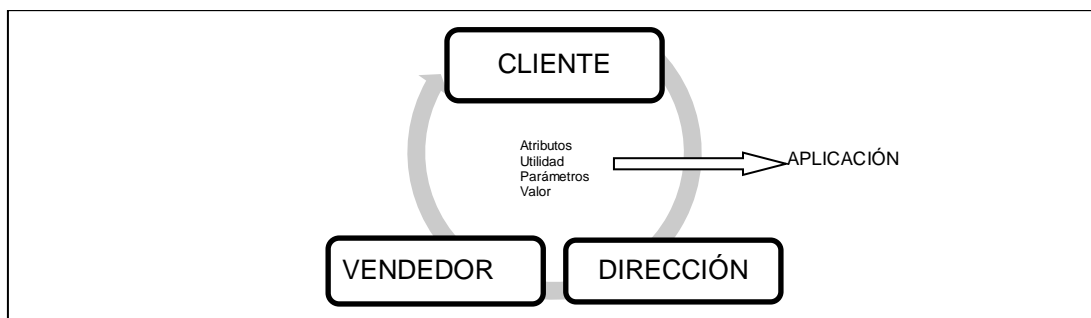 CLIENTE
Atributos
Utilidad
Parámetros
Valor
APLICACIÓN
VENDEDOR
DIRECCIÓN